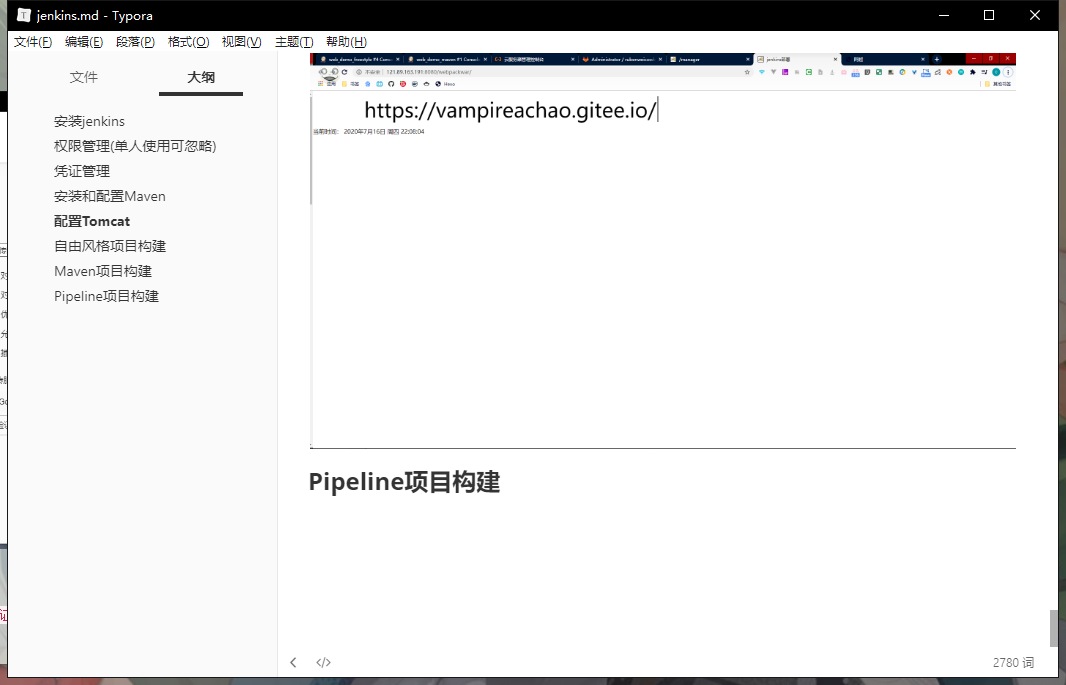 jenkins.md - Typora
文件(F) 编辑(E) 段落(P) 格式(O) 视图(V) 主题(T) 帮助(H)
文件 大纲
安装jenkins
权限管理(单人使用可忽略)
凭证管理
安装和配置Maven
配置Tomcat
自由风格项目构建
Maven项目构建
Pipeline项目构建
https://vampireachao.gitee.io/
当前时间: 2020年7月16日 周四 22:08:04
Pipeline项目构建
2780 词